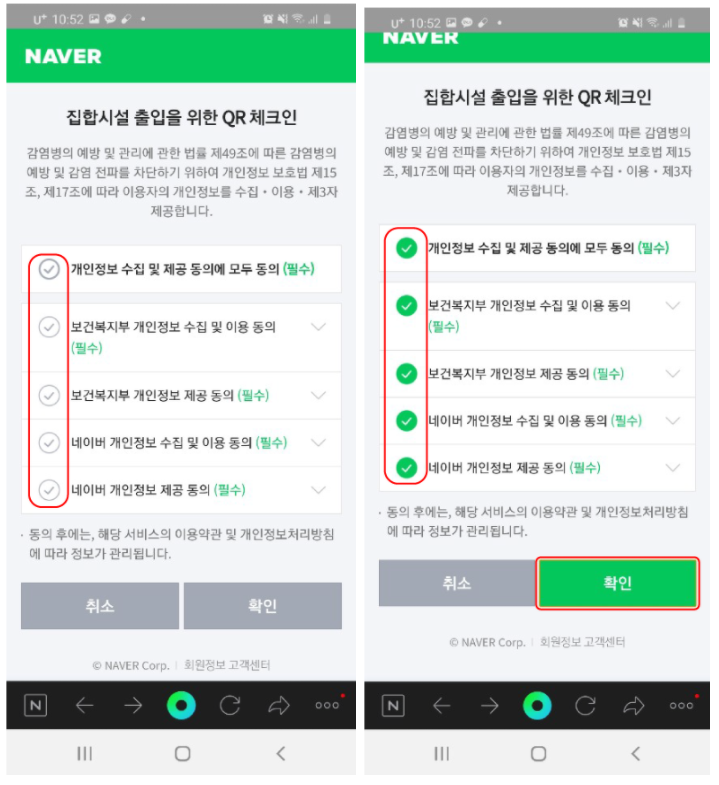 U⁺ 10:52
NAVER
집합시설 출입을 위한 QR 체크인
감염병의 예방 및 관리에 관한 법률 제49조에 따른 감염병의
예방 및 감염 전파를 차단하기 위하여 개인정보 보호법 제15
조, 제17조에 따라 이용자의 개인정보를 수집・이용・제3자
제공합니다.
개인정보 수집 및 제공 동의에 모두 동의 (필수)
보건복지부 개인정보 수집 및 이용 동의
(필수)
보건복지부 개인정보 제공 동의 (필수)
네이버 개인정보 수집 및 이용 동의 (필수)
네이버 개인정보 제공 동의 (필수)
· 동의 후에는, 해당 서비스의 이용약관 및 개인정보처리방침
에 따라 정보가 관리됩니다.
취소 확인
© NAVER Corp. | 회원정보 고객센터
N
U⁺ 10:52
NAVER
집합시설 출입을 위한 QR 체크인
감염병의 예방 및 관리에 관한 법률 제49조에 따른 감염병의
예방 및 감염 전파를 차단하기 위하여 개인정보 보호법 제15
조, 제17조에 따라 이용자의 개인정보를 수집・이용・제3자
제공합니다.
개인정보 수집 및 제공 동의에 모두 동의 (필수)
보건복지부 개인정보 수집 및 이용 동의
(필수)
보건복지부 개인정보 제공 동의 (필수)
네이버 개인정보 수집 및 이용 동의 (필수)
네이버 개인정보 제공 동의 (필수)
· 동의 후에는, 해당 서비스의 이용약관 및 개인정보처리방침
에 따라 정보가 관리됩니다.
취소 확인
© NAVER Corp. | 회원정보 고객센터
N